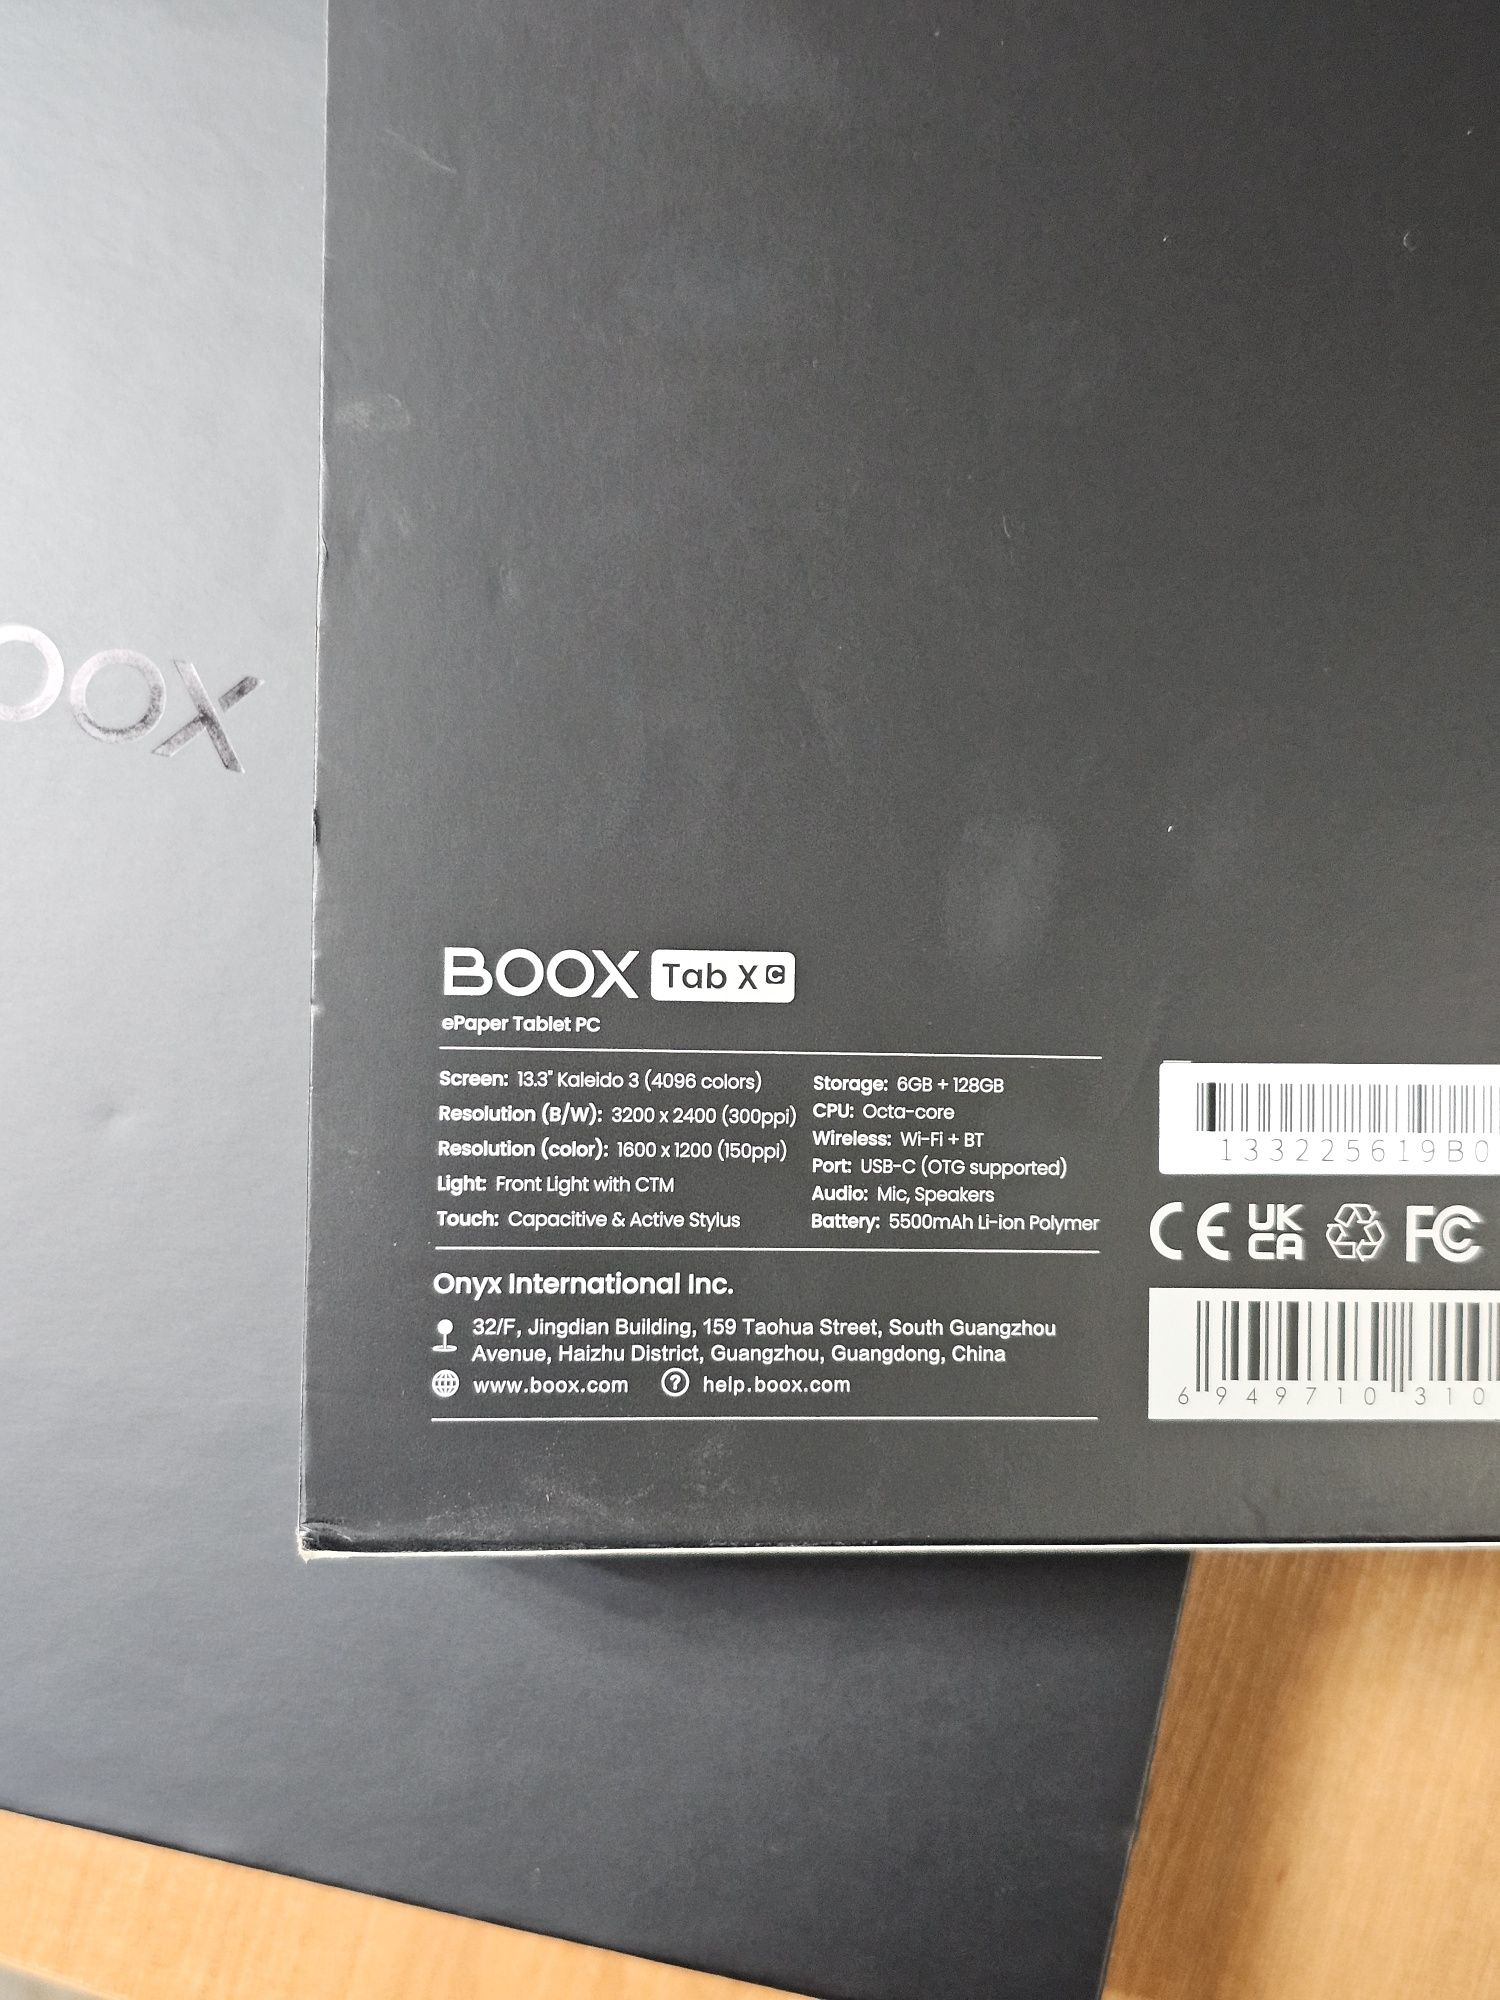 OOX
BOOX Tab X C
ePaper Tablet PC
Screen: 13.3" Kaleido 3 (4096 colors)
Resolution (B/W): 3200 x 2400 (300ppi)
Resolution (color): 1600 x 1200 (150ppi)
Light: Front Light with CTM
Touch: Capacitive & Active Stylus
Storage: 6GB + 128GB
CPU: Octa-core
Wireless: Wi-Fi + BT
Port: USB-C (OTG supported)
Audio: Mic, Speakers
Battery: 5500mAh Li-ion Polymer
Onyx International Inc.
32/F, Jingdian Building, 159 Taohua Street, South Guangzhou
Avenue, Haizhu District, Guangzhou, Guangdong, China
www.boox.com help.boox.com
133225619B0
CE UK CA FC
6 949710 310